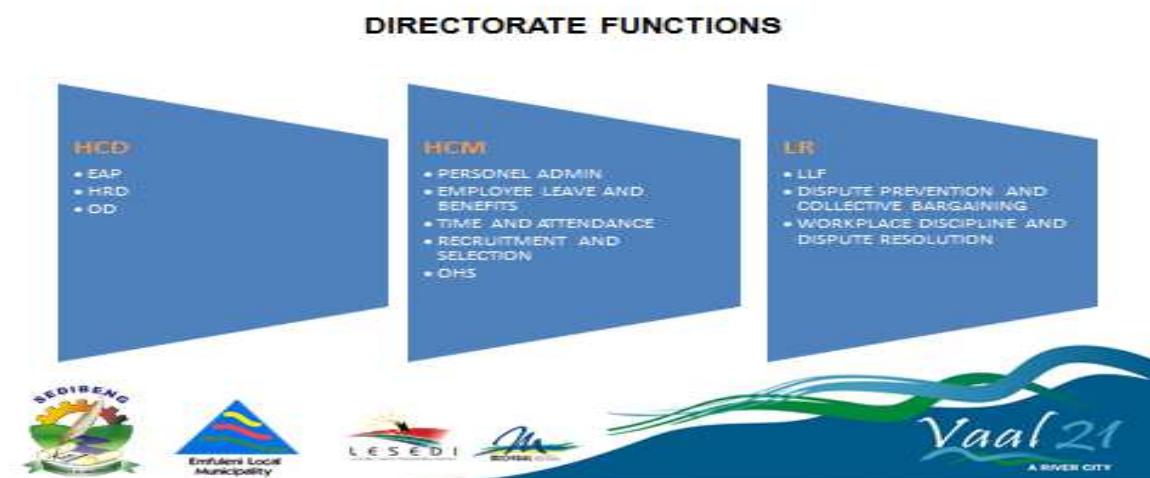 DIRECTORATE FUNCTIONS
HCD
• EAP
• HRD
• OD
HCM
• PERSONEL ADMIN
• EMPLOYEE LEAVE AND
BENEFITS
• TIME AND ATTENDANCE
• RECRUITMENT AND
SELECTION
• OHS
LR
• LLF
• DISPUTE PREVENTION AND
COLLECTIVE BARGAINING
• WORKPLACE DISCIPLINE AND
DISPUTE RESOLUTION
SEDIBENG
Emfuleni Local
Municipality
LESEDI
Vaal 21
A RIVER CITY